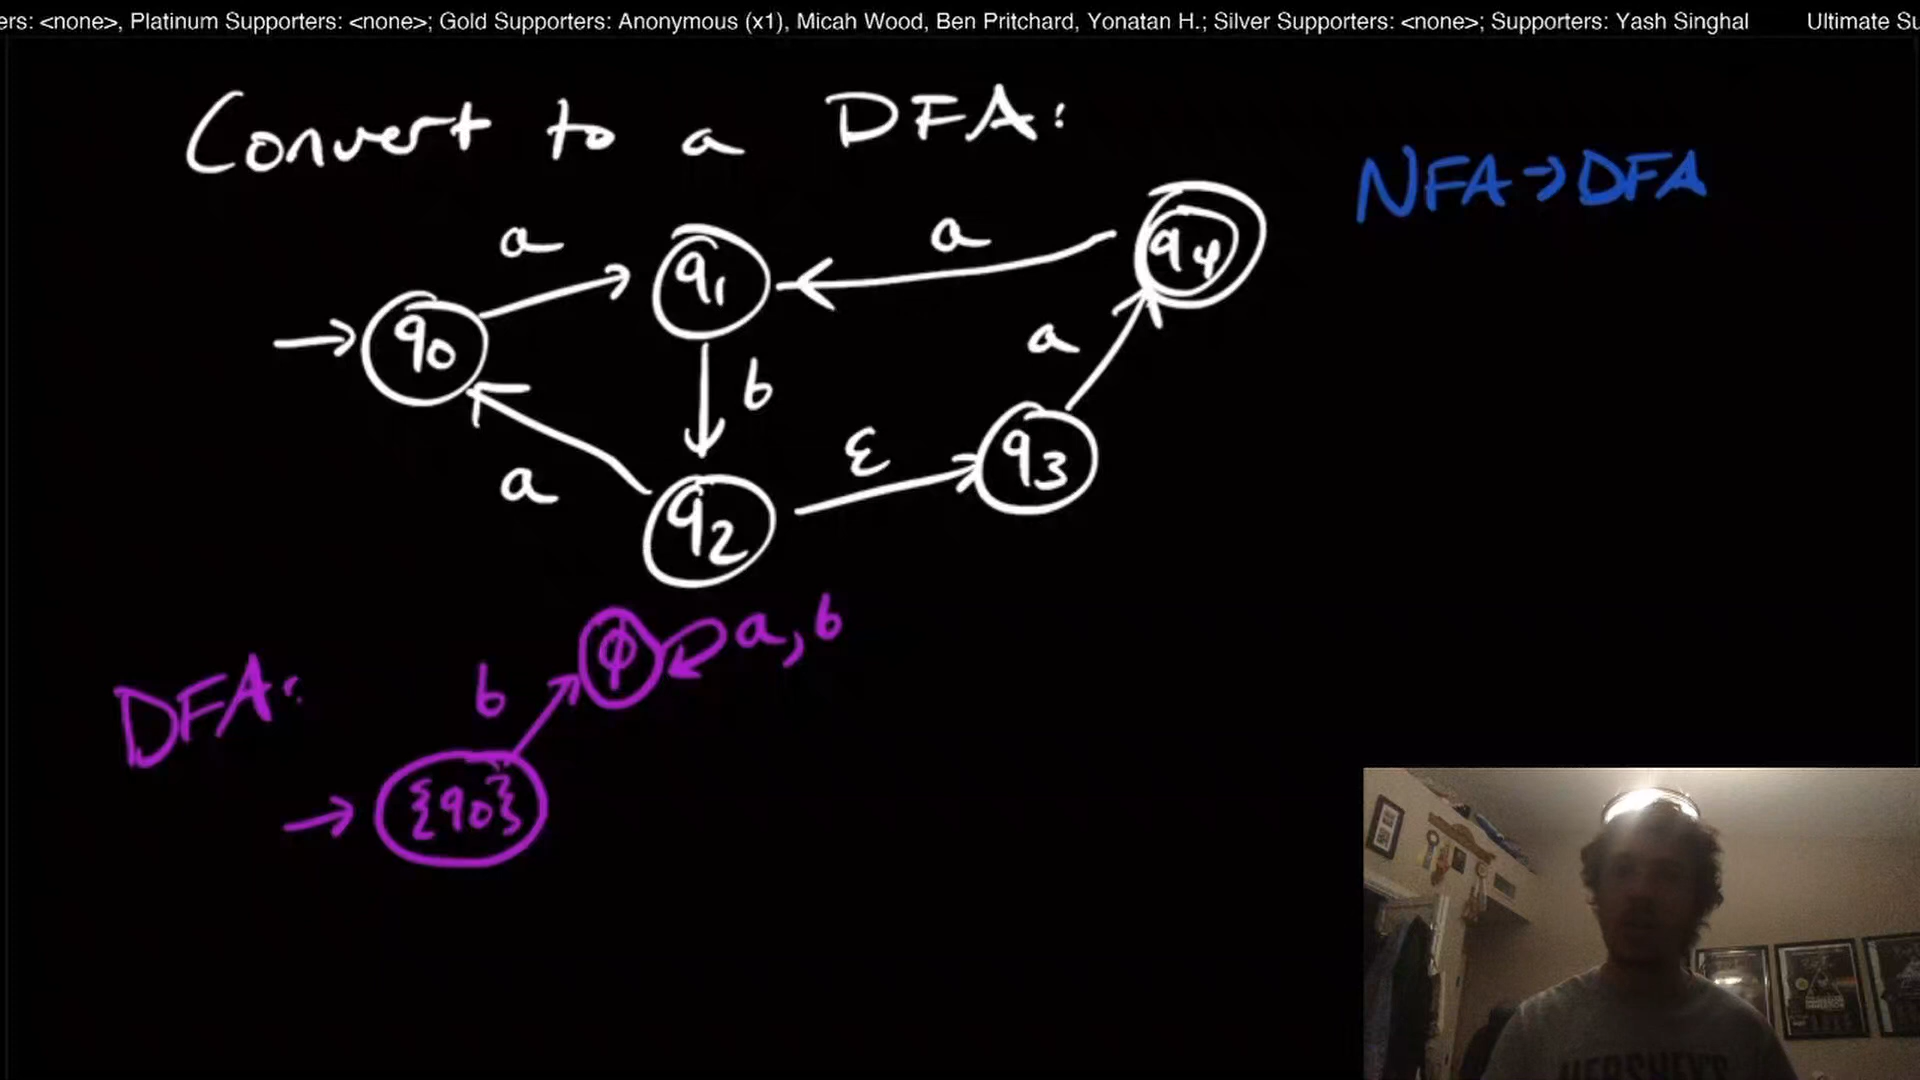 ers: <none>, Platinum Supporters: <none>; Gold Supporters: Anonymous (x1), Micah Wood, Ben Pritchard, Yonatan H.; Silver Supporters: <none>; Supporters: Yash Singhal Ultimate Su
Convert to a DFA:
NFA → DFA
a
a
q4
q1
q0
a
b
ε
q3
a
q2
DFA:
b
ϕ
a, b
{q0}
HERSHEY'S